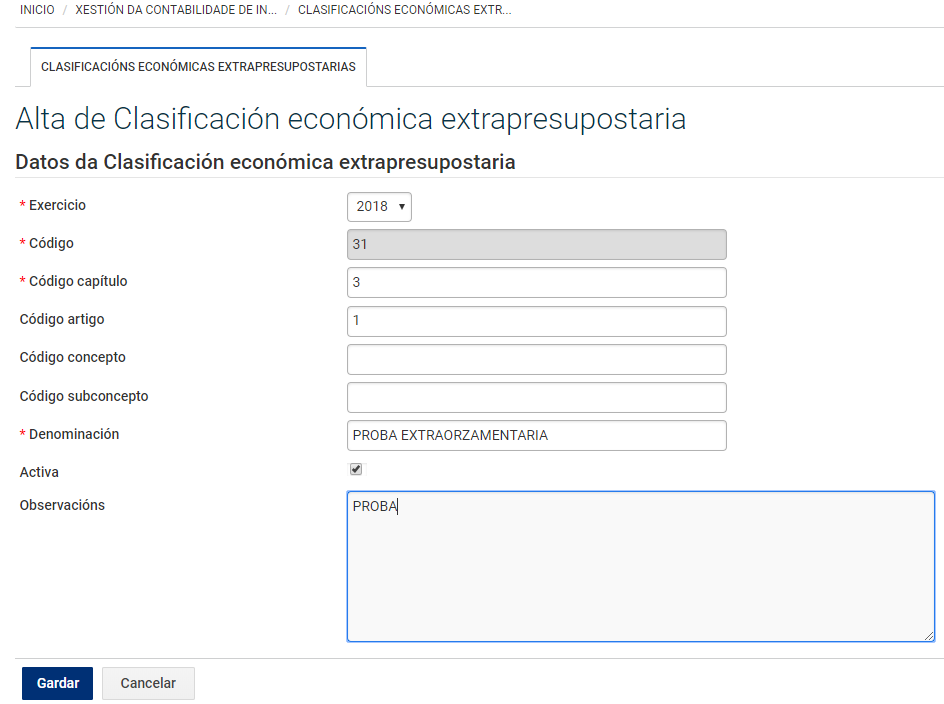 INICIO / XESTIÓN DA CONTABILIDADE DE IN... / CLASIFICACIÓNS ECONÓMICAS EXTR...
CLASIFICACIÓNS ECONÓMICAS EXTRAPRESUPOSTARIAS
Alta de Clasificación económica extrapresupostaria
Datos da Clasificación económica extrapresupostaria
* Exercicio 2018
* Código 31
* Código capítulo 3
Código artigo 1
Código concepto
Código subconcepto
* Denominación PROBA EXTRAORZAMENTARIA
Activa
Observacións PROBA
Gardar Cancelar